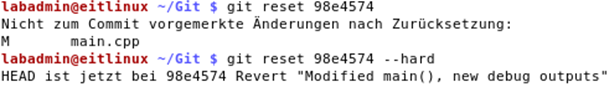 labadmin@eitlinux ~/Git $ git reset 98e4574
Nicht zum Commit vorgemerkte Änderungen nach Zurücksetzung:
M       main.cpp
labadmin@eitlinux ~/Git $ git reset 98e4574 --hard
HEAD ist jetzt bei 98e4574 Revert "Modified main(), new debug outputs"